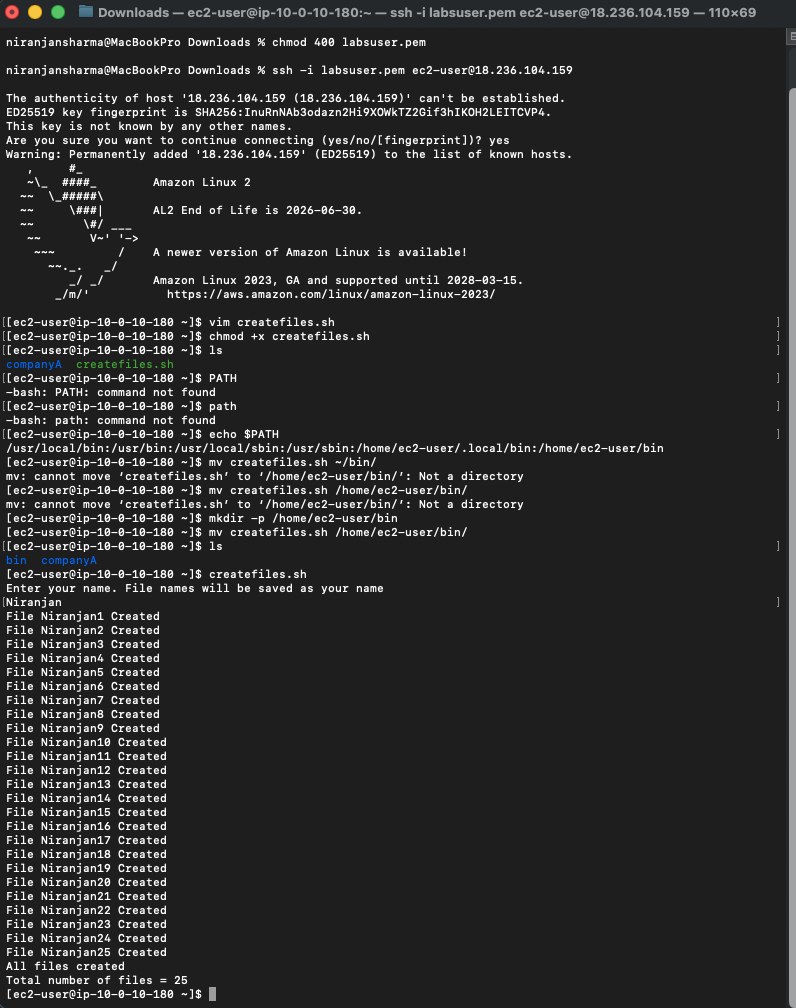 Downloads — ec2-user@ip-10-0-10-180:~ — ssh -i labsuser.pem ec2-user@18.236.104.159 — 110×69
niranjansharma@MacBookPro Downloads % chmod 400 labsuser.pem
niranjansharma@MacBookPro Downloads % ssh -i labsuser.pem ec2-user@18.236.104.159
The authenticity of host '18.236.104.159 (18.236.104.159)' can't be established.
ED25519 key fingerprint is SHA256:InuRnNAb3odazn2Hi9XOWkTZ2Gif3hIKOH2LEITCVP4.
This key is not known by any other names.
Are you sure you want to continue connecting (yes/no/[fingerprint])? yes
Warning: Permanently added '18.236.104.159' (ED25519) to the list of known hosts.
   ,     #_
   ~\_  ####_        Amazon Linux 2
  ~~  \_#####\
  ~~     \###|       AL2 End of Life is 2026-06-30.
  ~~       \#/ ___
   ~~       V~' '->
    ~~~         /    A newer version of Amazon Linux is available!
      ~~._.   _/
         _/ _/       Amazon Linux 2023, GA and supported until 2028-03-15.
       _/m/'           https://aws.amazon.com/linux/amazon-linux-2023/
[[ec2-user@ip-10-0-10-180 ~]$ vim createfiles.sh ]
[[ec2-user@ip-10-0-10-180 ~]$ chmod +x createfiles.sh ]
[[ec2-user@ip-10-0-10-180 ~]$ ls ]
companyA  createfiles.sh
[[ec2-user@ip-10-0-10-180 ~]$ PATH ]
-bash: PATH: command not found
[[ec2-user@ip-10-0-10-180 ~]$ path ]
-bash: path: command not found
[[ec2-user@ip-10-0-10-180 ~]$ echo $PATH ]
/usr/local/bin:/usr/bin:/usr/local/sbin:/usr/sbin:/home/ec2-user/.local/bin:/home/ec2-user/bin
[ec2-user@ip-10-0-10-180 ~]$ mv createfiles.sh ~/bin/
mv: cannot move ‘createfiles.sh’ to ‘/home/ec2-user/bin/’: Not a directory
[ec2-user@ip-10-0-10-180 ~]$ mv createfiles.sh /home/ec2-user/bin/
mv: cannot move ‘createfiles.sh’ to ‘/home/ec2-user/bin/’: Not a directory
[ec2-user@ip-10-0-10-180 ~]$ mkdir -p /home/ec2-user/bin
[ec2-user@ip-10-0-10-180 ~]$ mv createfiles.sh /home/ec2-user/bin/
[[ec2-user@ip-10-0-10-180 ~]$ ls ]
bin  companyA
[ec2-user@ip-10-0-10-180 ~]$ createfiles.sh
Enter your name. File names will be saved as your name
[Niranjan ]
File Niranjan1 Created
File Niranjan2 Created
File Niranjan3 Created
File Niranjan4 Created
File Niranjan5 Created
File Niranjan6 Created
File Niranjan7 Created
File Niranjan8 Created
File Niranjan9 Created
File Niranjan10 Created
File Niranjan11 Created
File Niranjan12 Created
File Niranjan13 Created
File Niranjan14 Created
File Niranjan15 Created
File Niranjan16 Created
File Niranjan17 Created
File Niranjan18 Created
File Niranjan19 Created
File Niranjan20 Created
File Niranjan21 Created
File Niranjan22 Created
File Niranjan23 Created
File Niranjan24 Created
File Niranjan25 Created
All files created
Total number of files = 25
[ec2-user@ip-10-0-10-180 ~]$